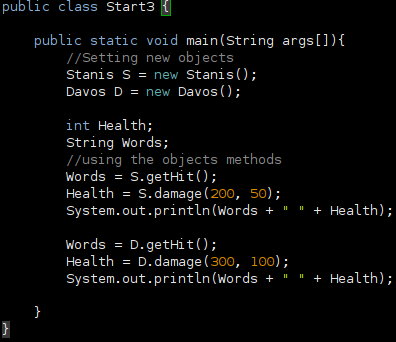 public class Start3 {
public static void main(String args[]){
//Setting new objects
Stanis S = new Stanis();
Davos D = new Davos();
int Health;
String Words;
//using the objects methods
Words = S.getHit();
Health = S.damage(200, 50);
System.out.println(Words + " " + Health);
Words = D.getHit();
Health = D.damage(300, 100);
System.out.println(Words + " " + Health);
}
}